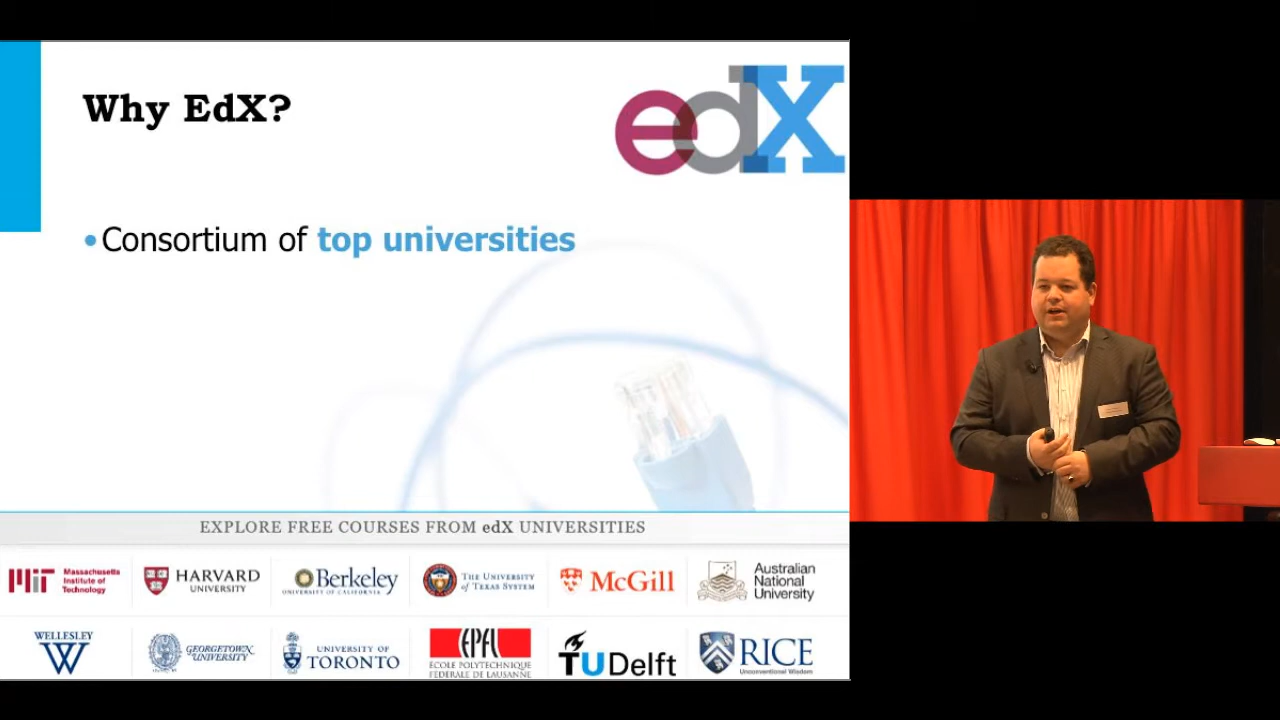 Why EdX?
edX
•Consortium of top universities
EXPLORE FREE COURSES FROM edX UNIVERSITIES
MIT Massachusetts
Institute of
Technology
HARVARD
UNIVERSITY
Berkeley
UNIVERSITY OF CALIFORNIA
THE UNIVERSITY
of TEXAS SYSTEM
McGill
Australian
National
University
WELLESLEY
W
GEORGETOWN
UNIVERSITY
UNIVERSITY OF
TORONTO
EPFL
ECOLE POLYTECHNIQUE
FEDERALE DE LAUSANNE
TU Delft
RICE
Unconventional Wisdom